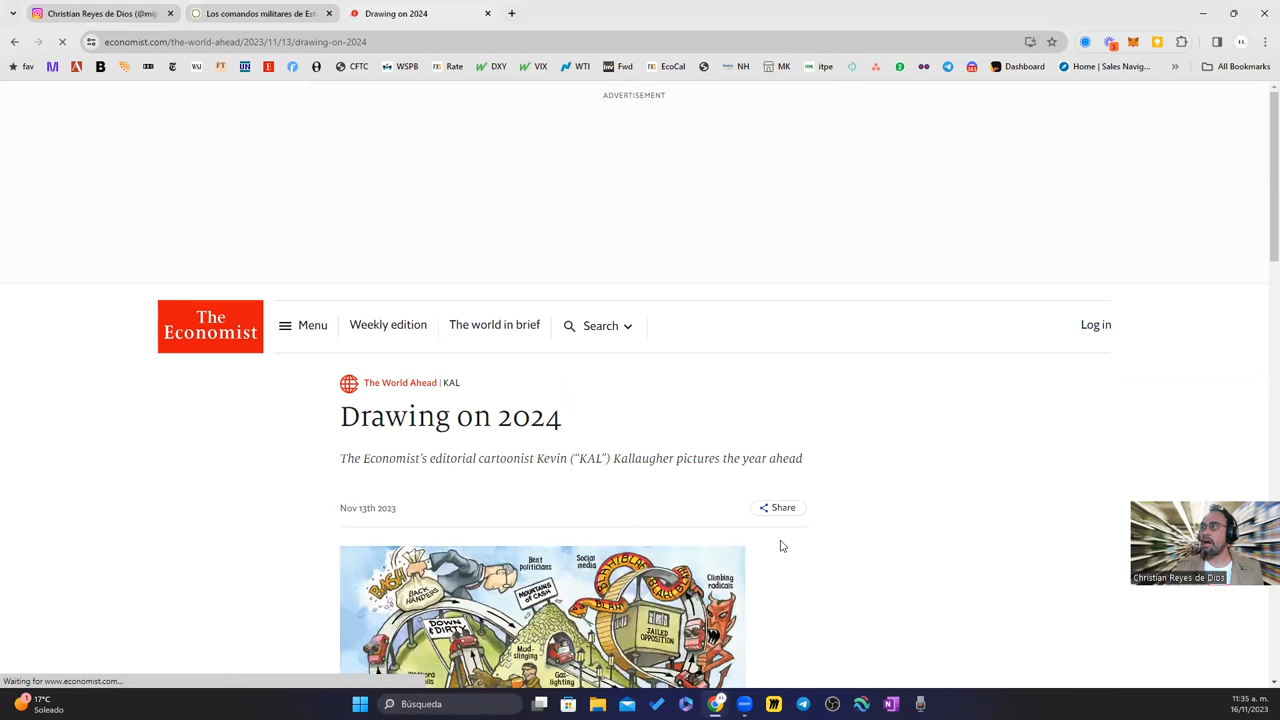 Christian Reyes de Dios (@mip
Los comandos militares de Est
Drawing on 2024
economist.com/the-world-ahead/2023/11/13/drawing-on-2024
fav
CFTC
WSPB
Rate
DXY
VIX
WTI
Fwd
EcoCal
NH
MK
itpe
Dashboard
Home | Sales Navig...
All Bookmarks
ADVERTISEMENT
The Economist
Menu
Weekly edition
The world in brief
Search
Log in
The World Ahead | KAL
Drawing on 2024
The Economist's editorial cartoonist Kevin (“KAL”) Kallaugher pictures the year ahead
Nov 13th 2023
Share
BASH!
BACK HANDERS
Bent politicians
Social media
MOUNTAINS OF CASH
BLAH BLAH
BLAH
Climbing radicals
DOWN & DIRTY
JAILED OPPOSITION
Mud-slinging
Gas-lighting
Christian Reyes de Dios
Waiting for www.economist.com...
17°C
Soleado
Búsqueda
11:35 a. m.
16/11/2023